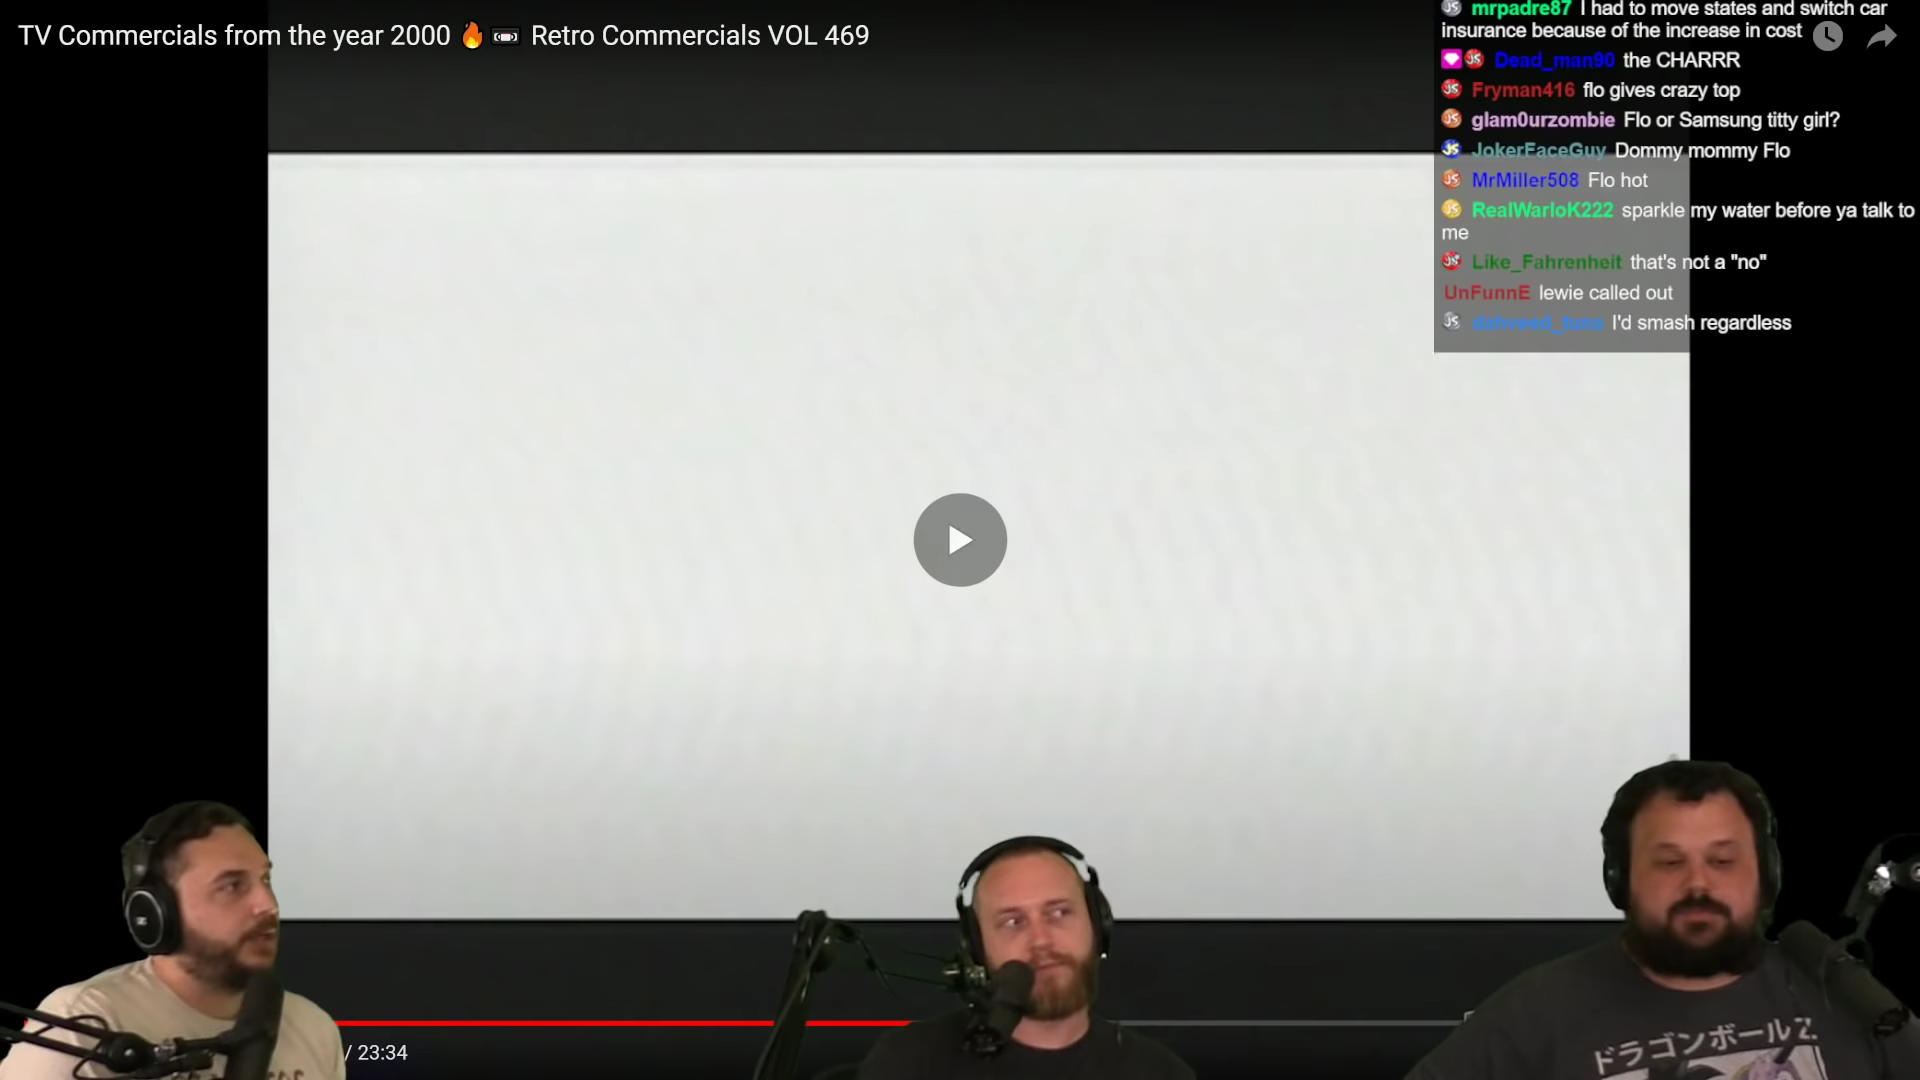 TV Commercials from the year 2000 🔥📼 Retro Commercials VOL 469
mrpadre87 I had to move states and switch car
insurance because of the increase in cost
Dead_man90 the CHARRR
Fryman416 flo gives crazy top
glam0urzombie Flo or Samsung titty girl?
JokerFaceGuy Dommy mommy Flo
MrMiller508 Flo hot
RealWarloK222 sparkle my water before ya talk to
me
Like_Fahrenheit that's not a "no"
UnFunnE lewie called out
I'd smash regardless
/ 23:34
ドラゴンボールZ